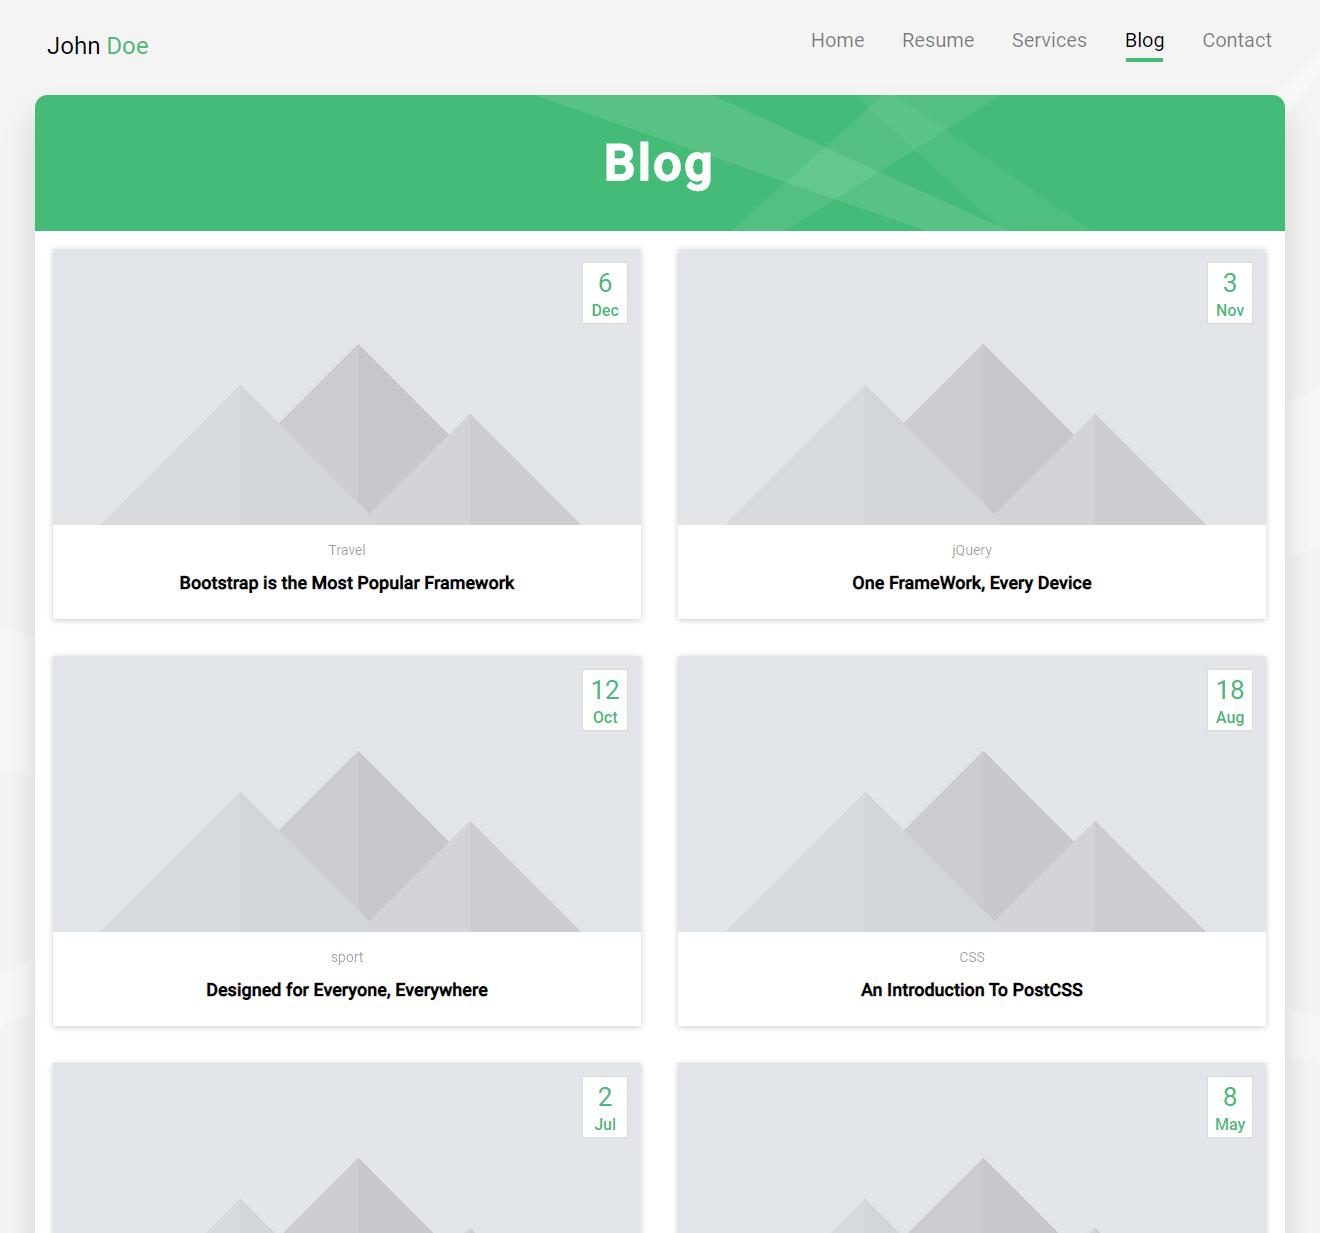 John Doe
Home Resume Services Blog Contact
Blog
6
Dec
Travel
Bootstrap is the Most Popular Framework
3
Nov
jQuery
One FrameWork, Every Device
12
Oct
sport
Designed for Everyone, Everywhere
18
Aug
CSS
An Introduction To PostCSS
2
Jul
8
May